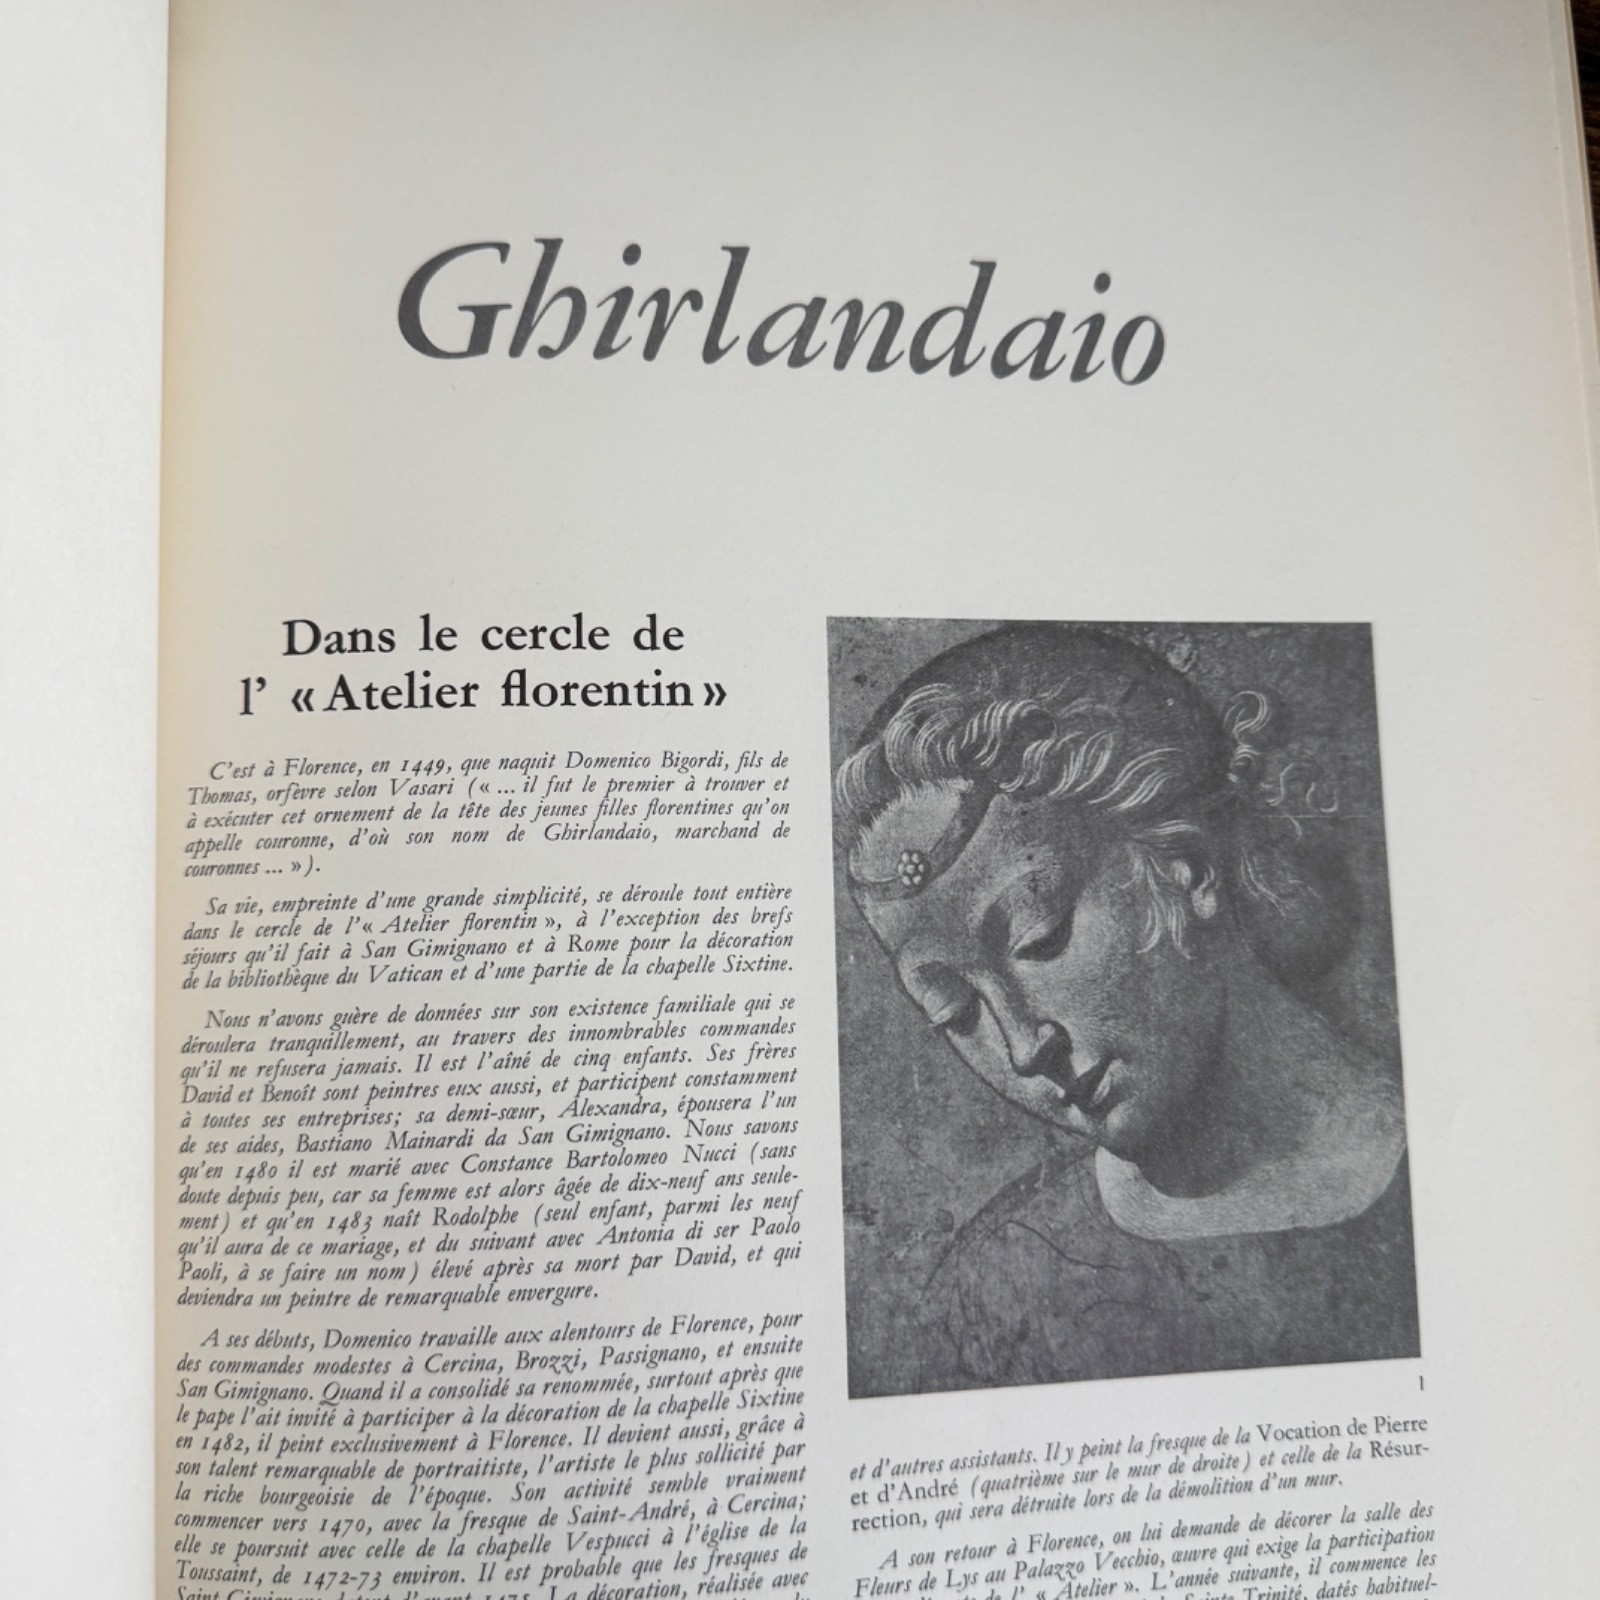 Ghirlandaio
Dans le cercle de
l' « Atelier florentin »
C'est à Florence, en 1449, que naquit Domenico Bigordi, fils de
Thomas, orfèvre selon Vasari (« ... il fut le premier à trouver et
à exécuter cet ornement de la tête des jeunes filles florentines qu'on
appelle couronne, d'où son nom de Ghirlandaio, marchand de
couronnes ... »).
Sa vie, empreinte d'une grande simplicité, se déroule tout entière
dans le cercle de l'« Atelier florentin », à l'exception des brefs
séjours qu'il fait à San Gimignano et à Rome pour la décoration
de la bibliothèque du Vatican et d'une partie de la chapelle Sixtine.
Nous n'avons guère de données sur son existence familiale qui se
déroulera tranquillement, au travers des innombrables commandes
qu'il ne refusera jamais. Il est l'aîné de cinq enfants. Ses frères
David et Benoît sont peintres eux aussi, et participent constamment
à toutes ses entreprises; sa demi-sœur, Alexandra, épousera l'un
de ses aides, Bastiano Mainardi da San Gimignano. Nous savons
qu'en 1480 il est marié avec Constance Bartolomeo Nucci (sans
doute depuis peu, car sa femme est alors âgée de dix-neuf ans seule-
ment) et qu'en 1483 naît Rodolphe (seul enfant, parmi les neuf
qu'il aura de ce mariage, et du suivant avec Antonia di ser Paolo
Paoli, à se faire un nom) élevé après sa mort par David, et qui
deviendra un peintre de remarquable envergure.
A ses débuts, Domenico travaille aux alentours de Florence, pour
des commandes modestes à Cercina, Brozzi, Passignano, et ensuite
San Gimignano. Quand il a consolidé sa renommée, surtout après que
le pape l'ait invité à participer à la décoration de la chapelle Sixtine
en 1482, il peint exclusivement à Florence. Il devient aussi, grâce à
son talent remarquable de portraitiste, l'artiste le plus sollicité par
la riche bourgeoisie de l'époque. Son activité semble vraiment
commencer vers 1470, avec la fresque de Saint-André, à Cercina;
elle se poursuit avec celle de la chapelle Vespucci à l'église de la
Toussaint, de 1472-73 environ. Il est probable que les fresques de
Saint Gimignano datent d'avant 1475. La décoration, réalisée avec
1
et d'autres assistants. Il y peint la fresque de la Vocation de Pierre
et d'André (quatrième sur le mur de droite) et celle de la Résur-
rection, qui sera détruite lors de la démolition d'un mur.
A son retour à Florence, on lui demande de décorer la salle des
Fleurs de Lys au Palazzo Vecchio, œuvre qui exige la participation
de l' « Atelier ». L'année suivante, il commence les
Sainte Trinité, datés habituel-